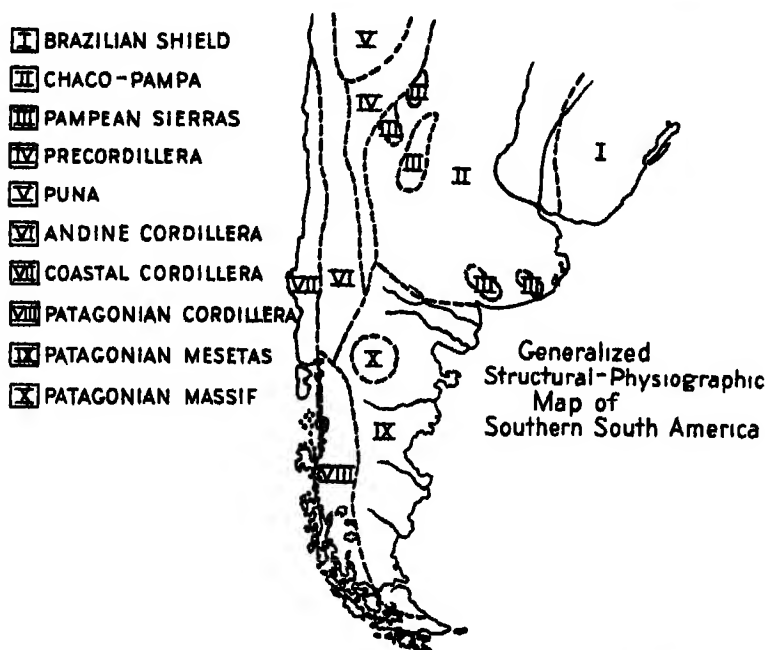 I BRAZILIAN SHIELD
II CHACO-PAMPA
III PAMPEAN SIERRAS
IV PRECORDILLERA
V PUNA
VI ANDINE CORDILLERA
VII COASTAL CORDILLERA
VIII PATAGONIAN CORDILLERA
IX PATAGONIAN MESETAS
X PATAGONIAN MASSIF
V
IV
III
III
III
II
I
VII
VI
III
III
X
IX
VIII
Generalized
Structural-Physiographic
Map of
Southern South America